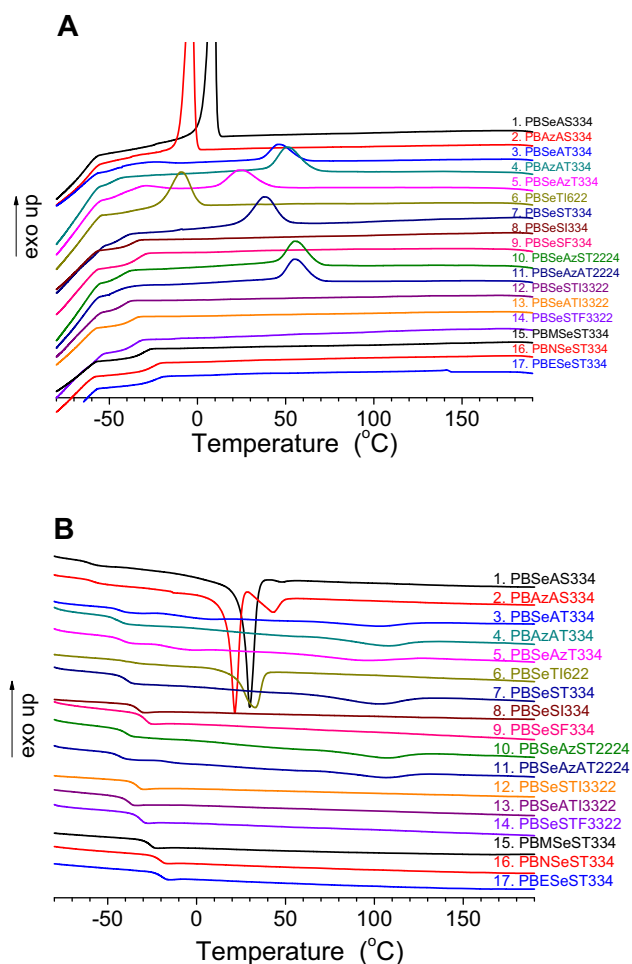 A
1. PBSeAS334
2. PBAzAS334
3. PBSeAT334
4. PBAzAT334
5. PBSeAzT334
6. PBSeTI622
7. PBSeST334
8. PBSeSI334
9. PBSeSF334
10. PBSeAzST2224
11. PBSeAzAT2224
12. PBSeSTI3322
13. PBSeATI3322
14. PBSeSTF3322
15. PBMSeST334
16. PBNSeST334
17. PBESeST334
exo up
-50 0 50 100 150
Temperature (°C)
B
1. PBSeAS334
2. PBAzAS334
3. PBSeAT334
4. PBAzAT334
5. PBSeAzT334
6. PBSeTI622
7. PBSeST334
8. PBSeSI334
9. PBSeSF334
10. PBSeAzST2224
11. PBSeAzAT2224
12. PBSeSTI3322
13. PBSeATI3322
14. PBSeSTF3322
15. PBMSeST334
16. PBNSeST334
17. PBESeST334
exo up
-50 0 50 100 150
Temperature (°C)